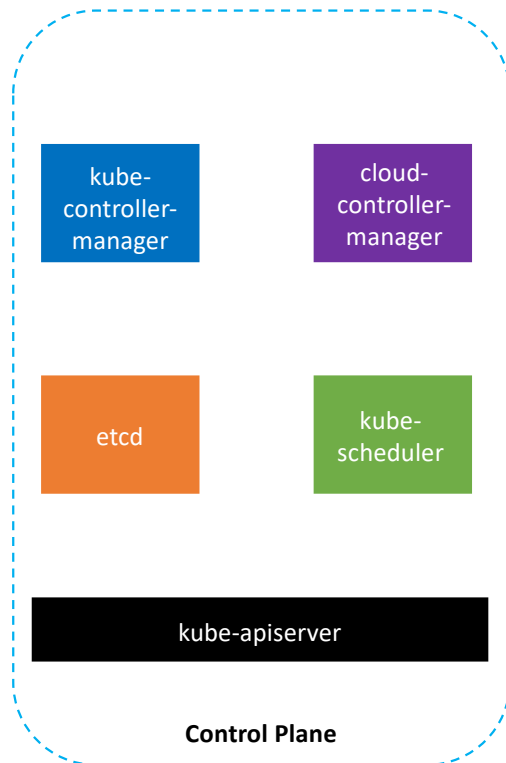 kube-
controller-
manager
cloud-
controller-
manager
etcd
kube-
scheduler
kube-apiserver
Control Plane